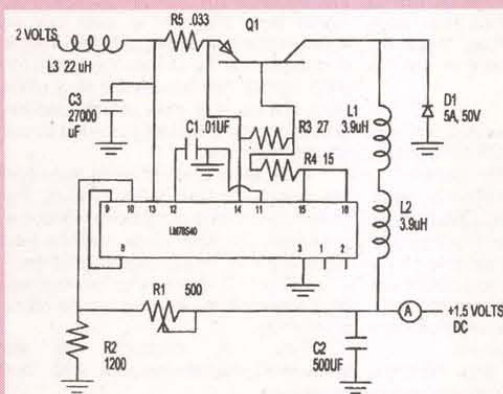 R5 .033
Q1
2 VOLTS
L3 22 uH
C3
27000
uF
C1 .01UF
R3 27
R4 15
L1
3.9uH
D1
5A, 50V
L2
3.9uH
9 10 13 12 14 11 15 16
LM78S40
8 3 1 2
R1 500
A
+1.5 VOLTS
DC
R2
1200
C2
500UF